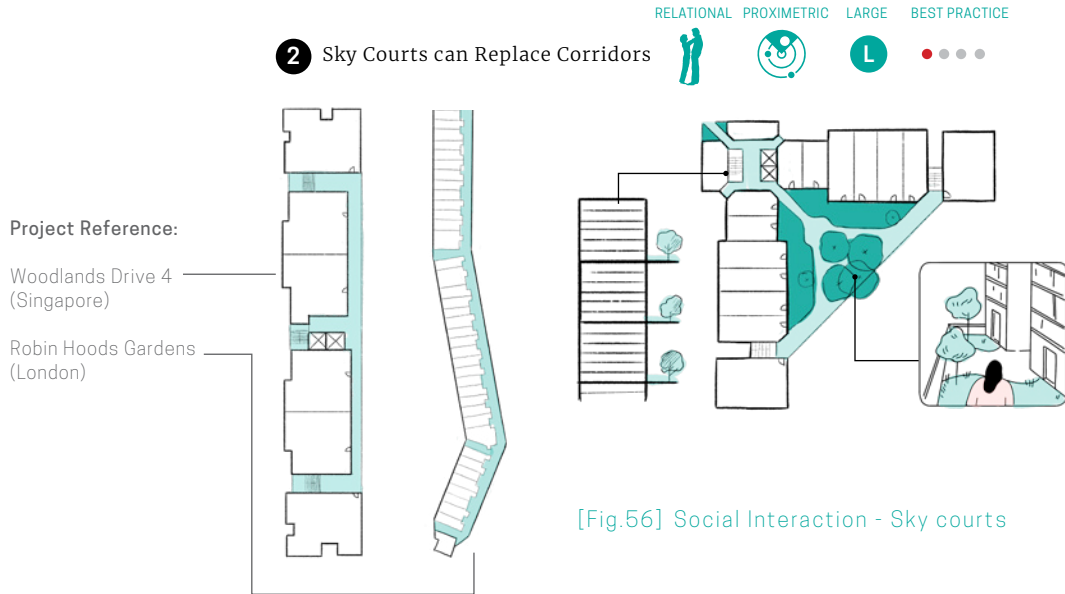 RELATIONAL PROXIMETRIC LARGE BEST PRACTICE
2 Sky Courts can Replace Corridors
L
Project Reference:
Woodlands Drive 4
(Singapore)
Robin Hoods Gardens
(London)
[Fig.56] Social Interaction - Sky courts